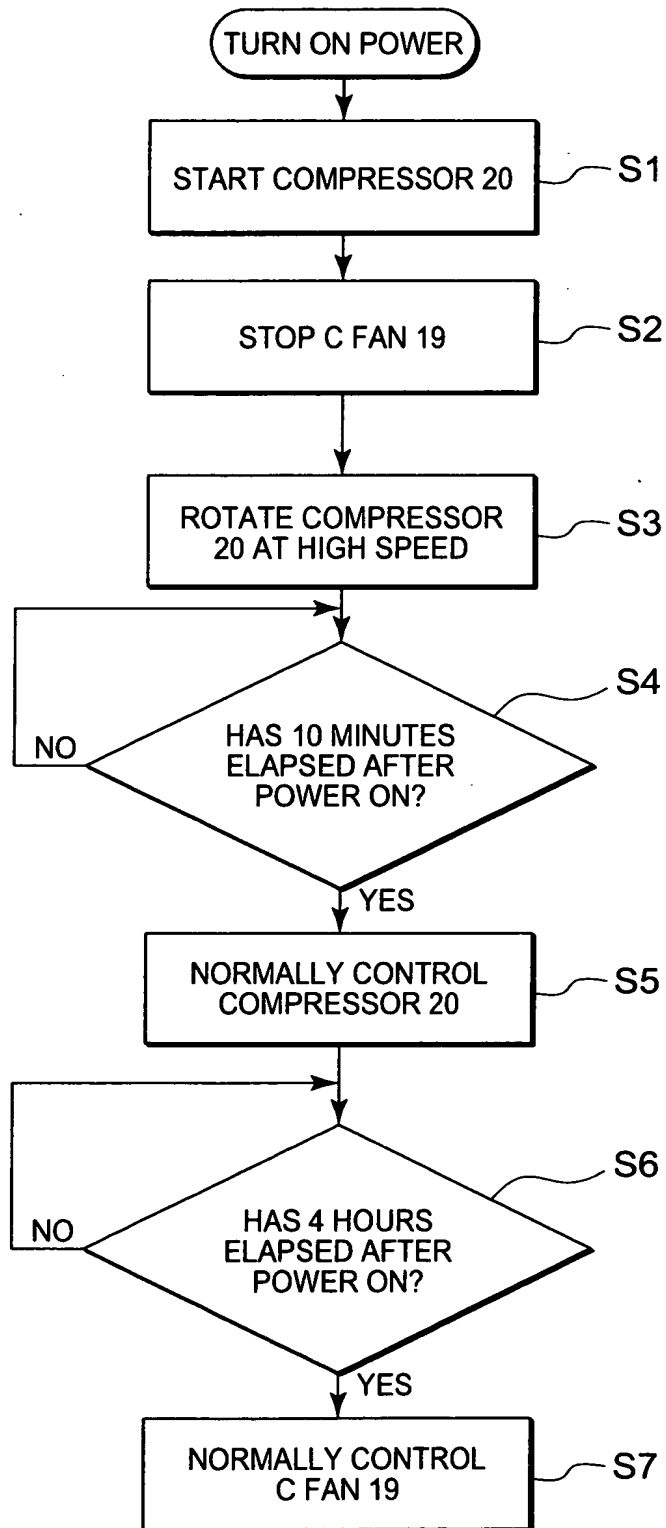 TURN ON POWER
START COMPRESSOR 20
S1
STOP C FAN 19
S2
ROTATE COMPRESSOR
20 AT HIGH SPEED
S3
HAS 10 MINUTES
ELAPSED AFTER
POWER ON?
S4
NO
YES
NORMALLY CONTROL
COMPRESSOR 20
S5
HAS 4 HOURS
ELAPSED AFTER
POWER ON?
S6
NO
YES
NORMALLY CONTROL
C FAN 19
S7